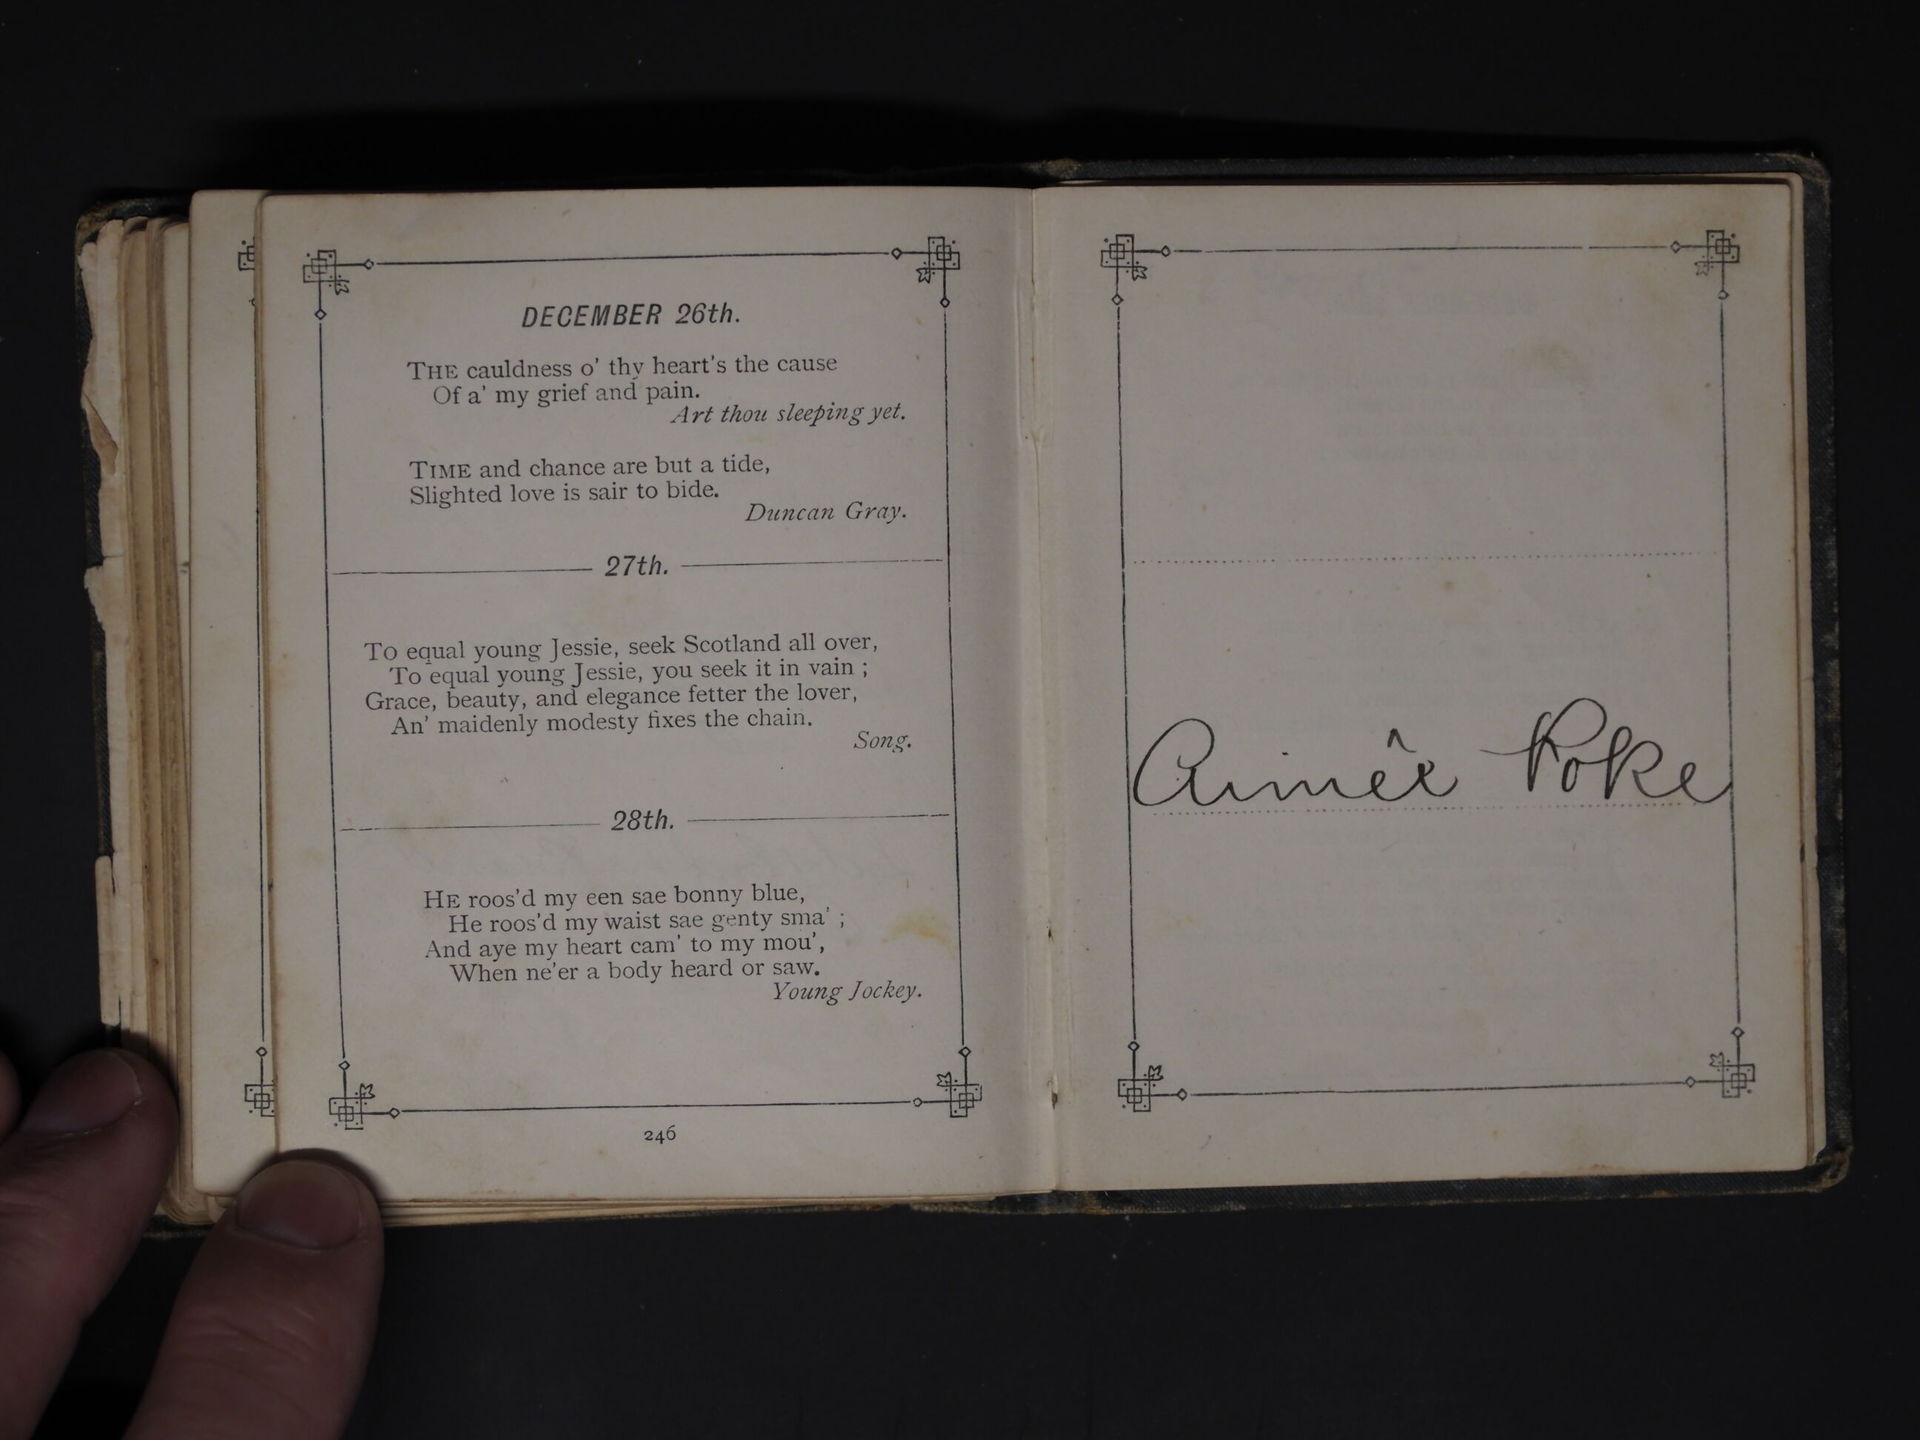 DECEMBER 26th.
THE cauldness o' thy heart's the cause
Of a' my grief and pain.
Art thou sleeping yet.
TIME and chance are but a tide,
Slighted love is sair to bide.
Duncan Gray.
27th.
To equal young Jessie, seek Scotland all over,
To equal young Jessie, you seek it in vain ;
Grace, beauty, and elegance fetter the lover,
An' maidenly modesty fixes the chain.
Song.
28th.
HE roos'd my een sae bonny blue,
He roos'd my waist sae genty sma' ;
And aye my heart cam' to my mou',
When ne'er a body heard or saw.
Young Jockey.
246
Aimêe Poke